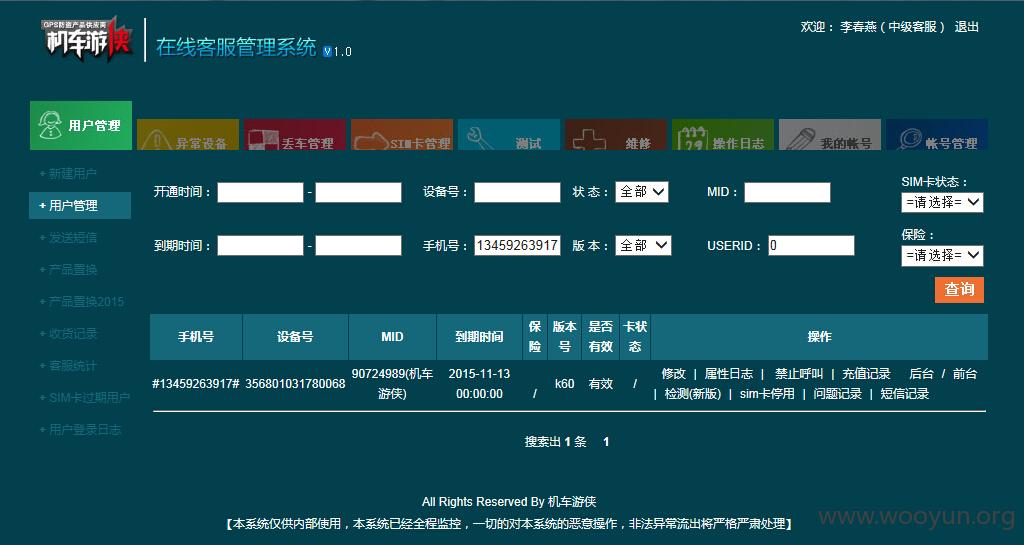 GPS防盗产品供应商
机车游侠
在线客服管理系统 V1.0
欢迎：李春燕（中级客服） 退出
用户管理 异常设备 丢车管理 SIM卡管理 测试 维修 操作日志 我的帐号 帐号管理
+ 新建用户
+ 用户管理
+ 发送短信
+ 产品置换
+ 产品置换2015
+ 收货记录
+ 客服统计
+ SIM卡过期用户
+ 用户登录日志
开通时间： - 设备号： 状 态： 全部 MID： SIM卡状态： =请选择=
到期时间： - 手机号： 13459263917 版 本： 全部 USERID： 0 保险： =请选择=
查询
手机号 设备号 MID 到期时间 保险 版本号 是否有效 卡状态 操作
#13459263917# 356801031780068 90724989(机车游侠) 2015-11-13 00:00:00 / k60 有效 / 修改 | 属性日志 | 禁止呼叫 | 充值记录 后台 / 前台
| 检测(新版) | sim卡停用 | 问题记录 | 短信记录
搜索出 1 条 1
All Rights Reserved By 机车游侠
【本系统仅供内部使用，本系统已经全程监控，一切的对本系统的恶意操作，非法异常流出将严格严肃处理】
www.wooyun.org